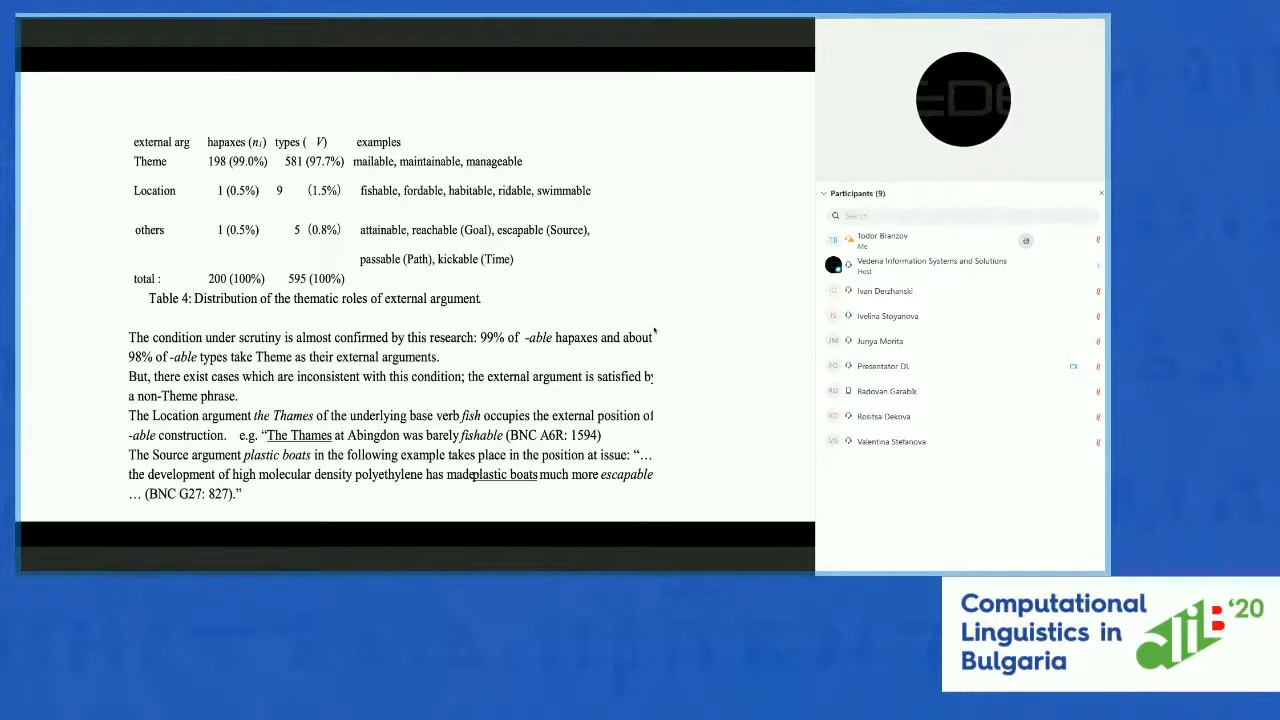 external arg hapaxes (n₁) types ( V) examples
Theme 198 (99.0%) 581 (97.7%) mailable, maintainable, manageable
Location 1 (0.5%) 9 (1.5%) fishable, fordable, habitable, ridable, swimmable
others 1 (0.5%) 5 (0.8%) attainable, reachable (Goal), escapable (Source),
passable (Path), kickable (Time)
total : 200 (100%) 595 (100%)
Table 4: Distribution of the thematic roles of external argument.
The condition under scrutiny is almost confirmed by this research: 99% of -able hapaxes and about
98% of -able types take Theme as their external arguments.
But, there exist cases which are inconsistent with this condition; the external argument is satisfied by
a non-Theme phrase.
The Location argument the Thames of the underlying base verb fish occupies the external position of
-able construction. e.g. “The Thames at Abingdon was barely fishable (BNC A6R: 1594)
The Source argument plastic boats in the following example takes place in the position at issue: “…
the development of high molecular density polyethylene has made plastic boats much more escapable
… (BNC G27: 827).”
Participants (9)
Search
TB Todor Branzov
Me
Vedena Information Systems and Solutions
Host
ID Ivan Derzhanski
IS Ivelina Stoyanova
JM Junya Morita
PD Presentator DL
RG Radovan Garabík
RD Rositsa Dekova
VS Valentina Stefanova
Computational
Linguistics in
Bulgaria
'20